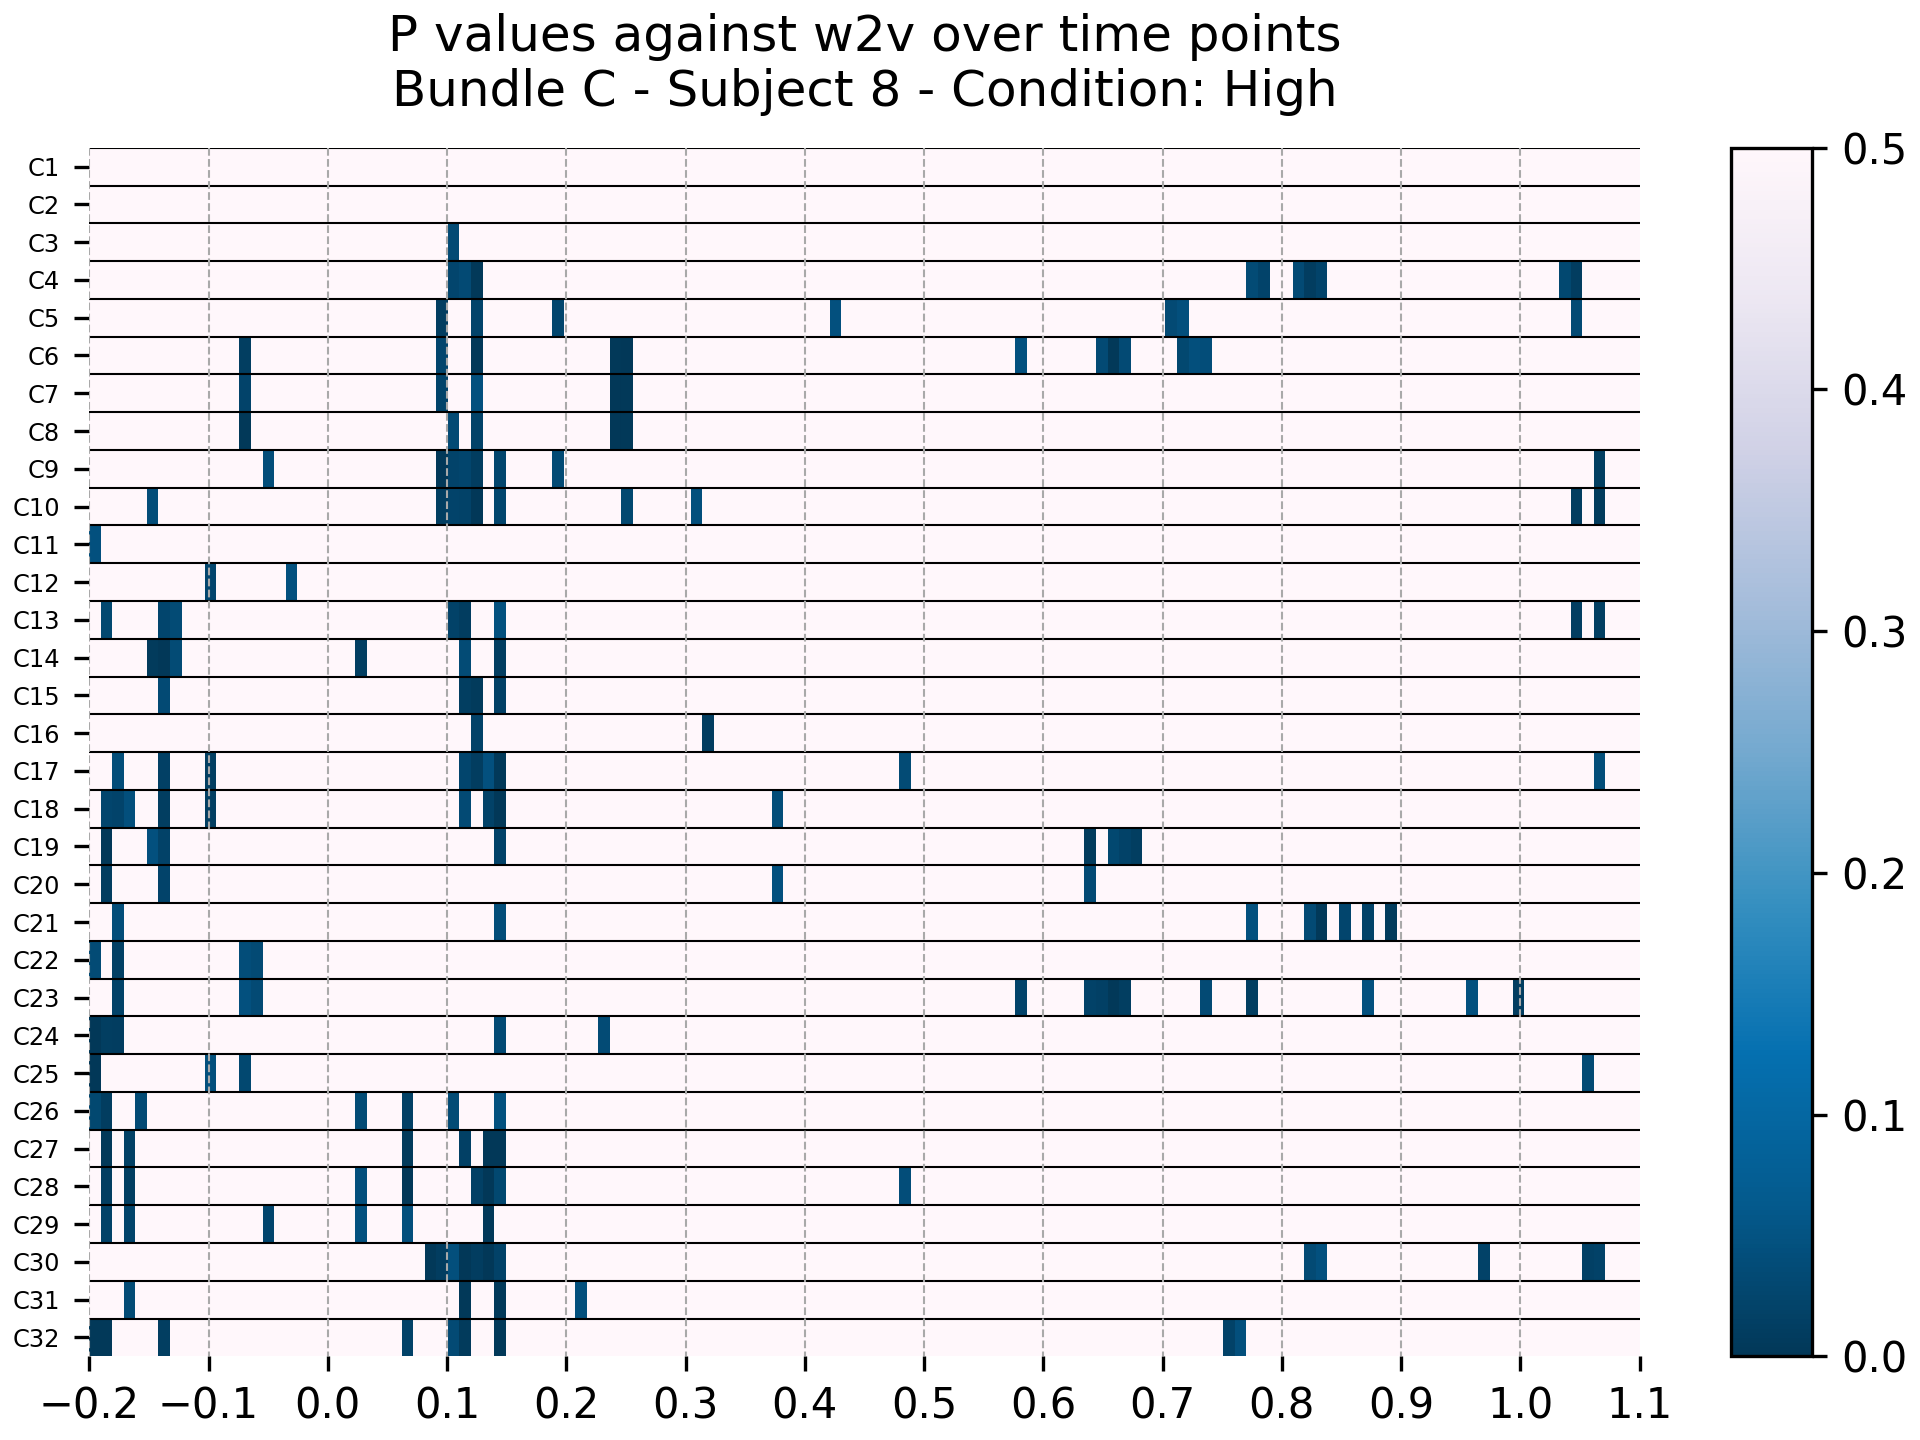 P values against w2v over time points
Bundle C - Subject 8 - Condition: High
C1
C2
C3
C4
C5
C6
C7
C8
C9
C10
C11
C12
C13
C14
C15
C16
C17
C18
C19
C20
C21
C22
C23
C24
C25
C26
C27
C28
C29
C30
C31
C32
−0.2 −0.1 0.0 0.1 0.2 0.3 0.4 0.5 0.6 0.7 0.8 0.9 1.0 1.1
0.5
0.4
0.3
0.2
0.1
0.0